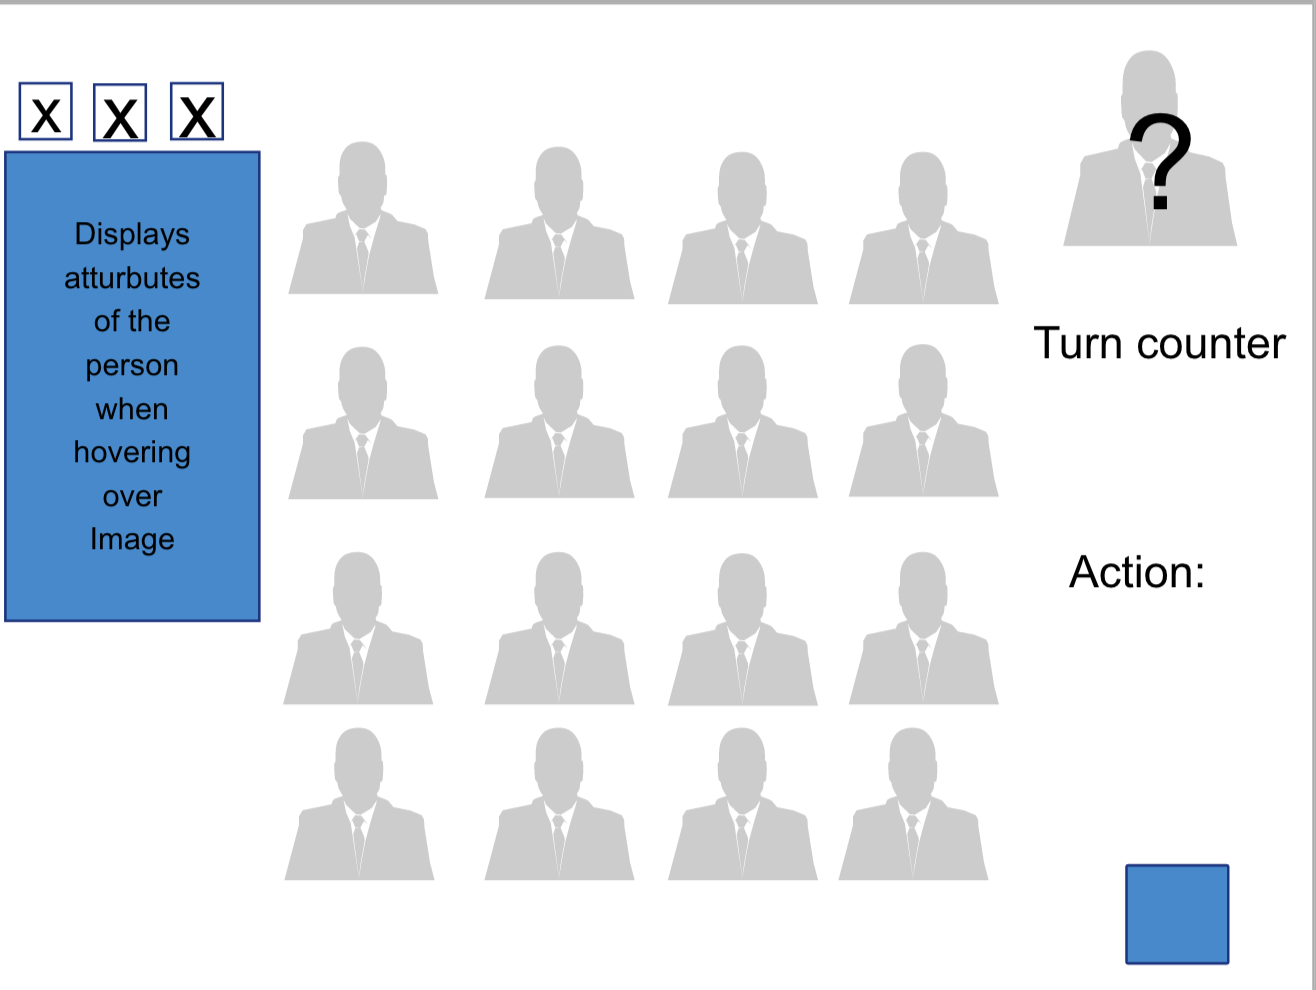 X X X
?
Displays
atturbutes
of the
person
when
hovering
over
Image
Turn counter
Action: